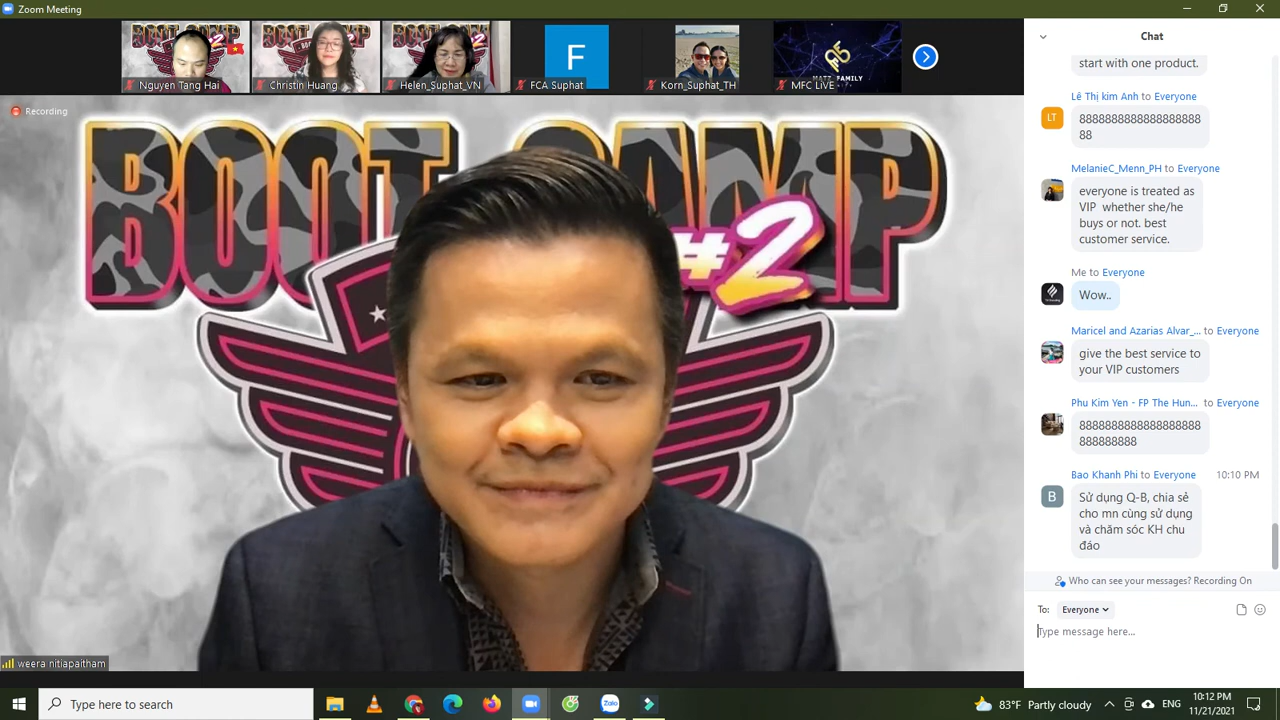 Zoom Meeting
Nguyen Tang Hai
Christin Huang
Helen_Suphat_VN
F
FCA Suphat
Korn_Suphat_TH
FAMILY
MFC LiVE
Recording
BOOT CAMP
#2
weera nitiapaitham
Chat
start with one product.
Lê Thị kim Anh to Everyone
LT
88888888888888888888
88
MelanieC_Menn_PH to Everyone
everyone is treated as
VIP whether she/he
buys or not. best
customer service.
Me to Everyone
Wow..
Maricel and Azarias Alvar_... to Everyone
give the best service to
your VIP customers
Phu Kim Yen - FP The Hun... to Everyone
88888888888888888888
888888888
Bao Khanh Phi to Everyone 10:10 PM
B
Sử dụng Q-B, chia sẻ
cho mn cùng sử dụng
và chăm sóc KH chu
đáo
Who can see your messages? Recording On
To: Everyone
Type message here...
Type here to search
Zalo
83°F Partly cloudy
ENG
10:12 PM
11/21/2021